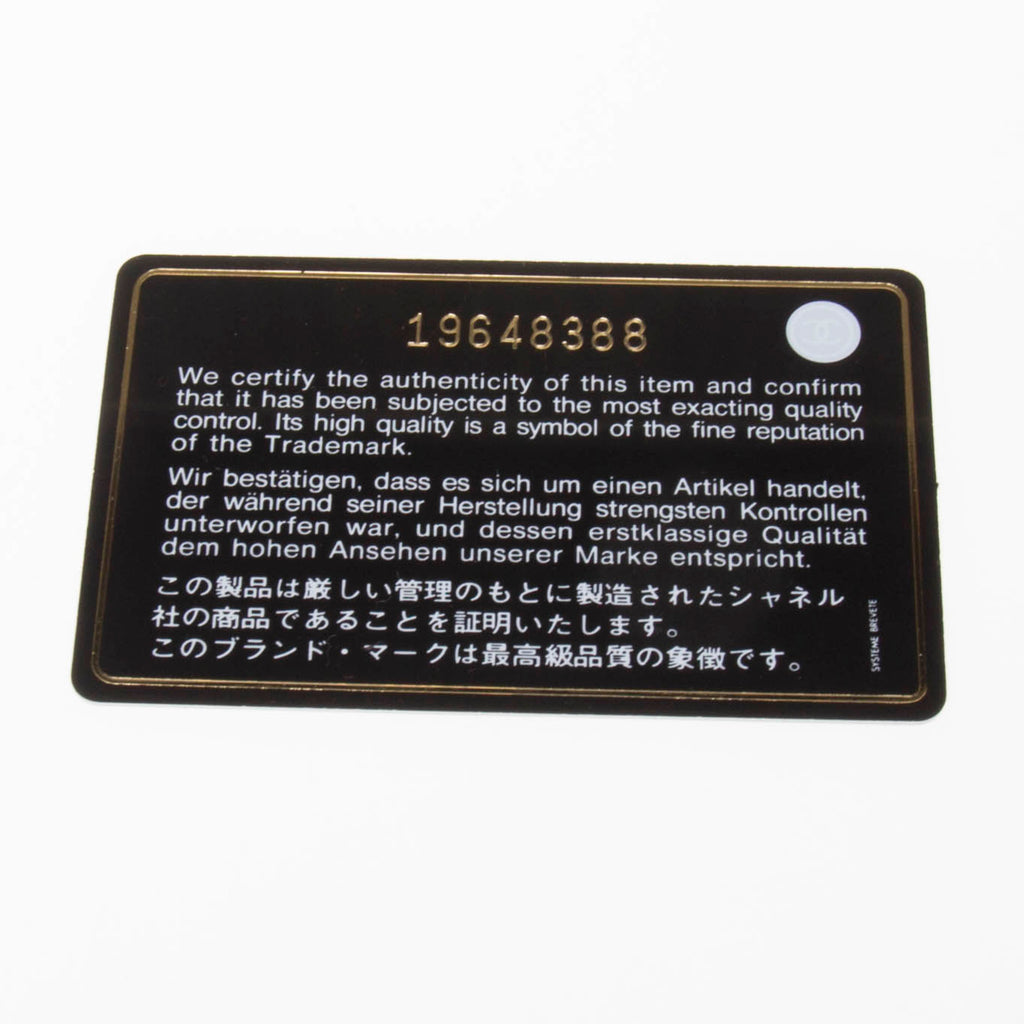 19648388
We certify the authenticity of this item and confirm
that it has been subjected to the most exacting quality
control. Its high quality is a symbol of the fine reputation
of the Trademark.
Wir bestätigen, dass es sich um einen Artikel handelt,
der während seiner Herstellung strengsten Kontrollen
unterworfen war, und dessen erstklassige Qualität
dem hohen Ansehen unserer Marke entspricht.
この製品は厳しい管理のもとに製造されたシャネル
社の商品であることを証明いたします。
このブランド・マークは最高級品質の象徴です。
SYSTEME BREVETE